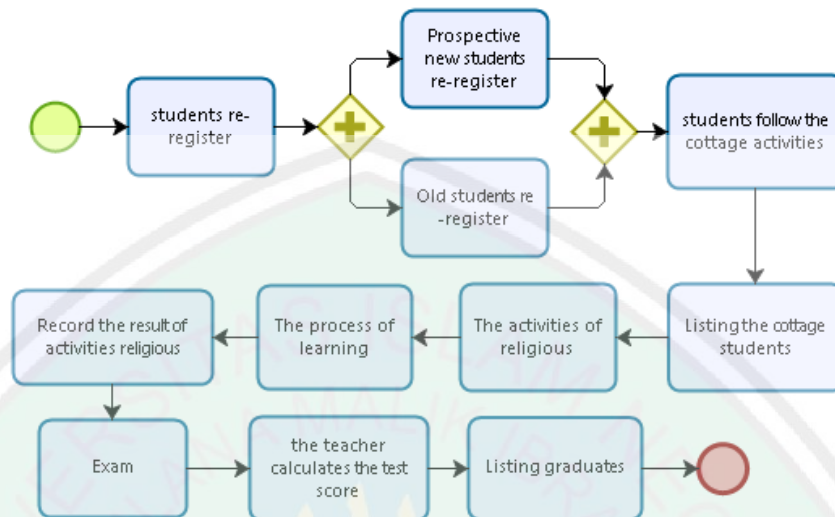 Prospective
new students
re-register
students re-
register
students follow the
cottage activities
Old students re
-register
Record the result of
activities religious
The process of
learning
The activities of
religious
Listing the cottage
students
Exam
the teacher
calculates the test
score
Listing graduates